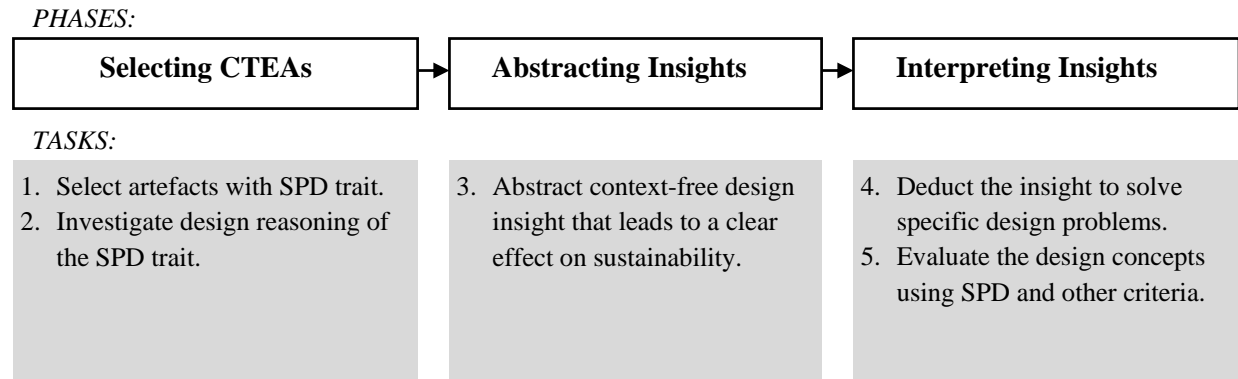 PHASES:
Selecting CTEAs
Abstracting Insights
Interpreting Insights
TASKS:
1. Select artefacts with SPD trait.
2. Investigate design reasoning of
the SPD trait.
3. Abstract context-free design
insight that leads to a clear
effect on sustainability.
4. Deduct the insight to solve
specific design problems.
5. Evaluate the design concepts
using SPD and other criteria.